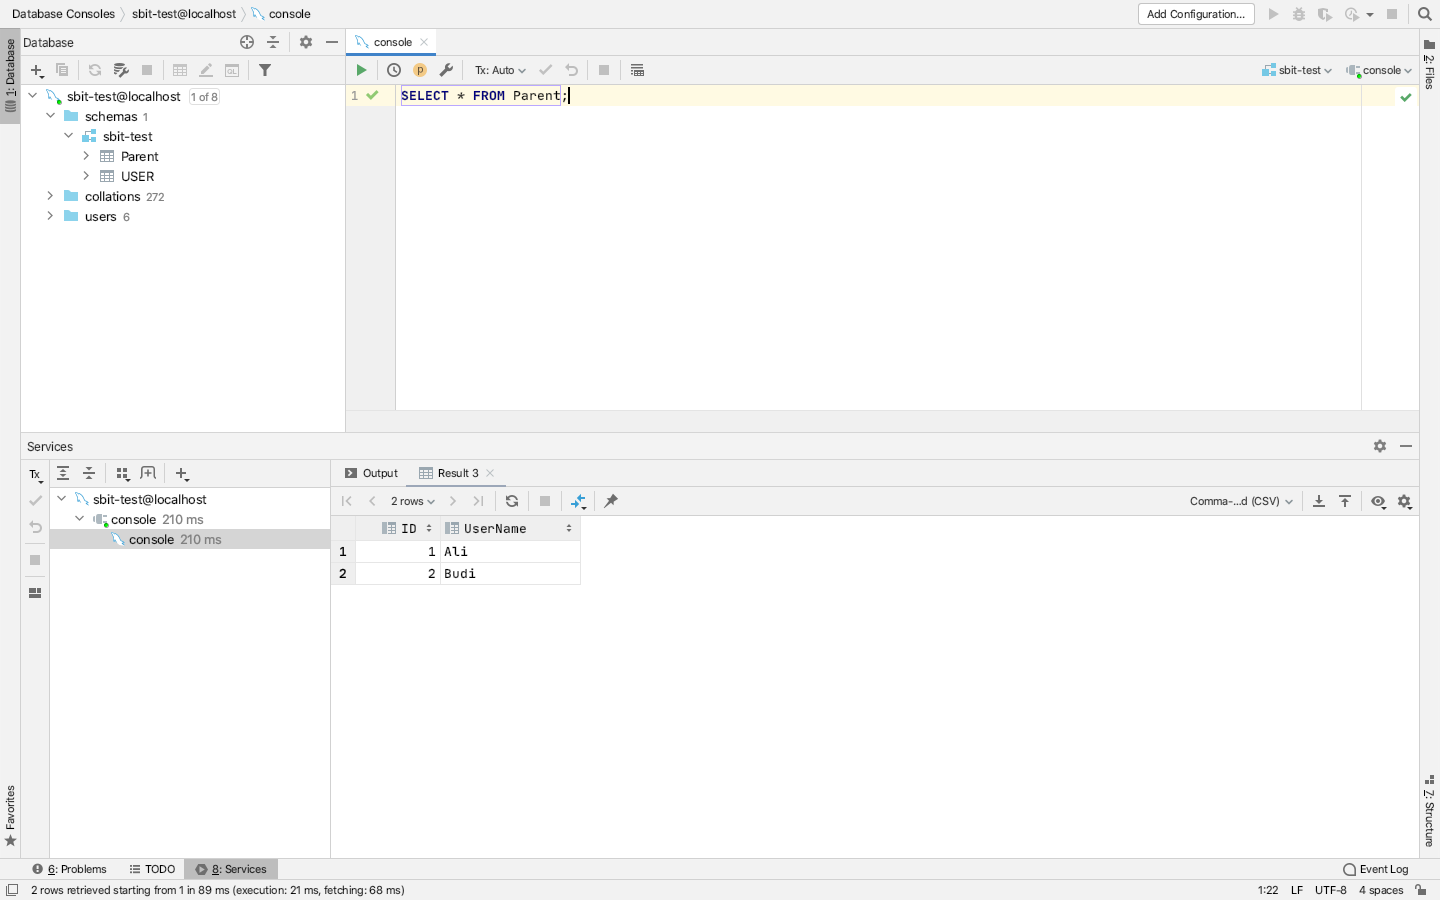 Database Consoles sbit-test@localhost console
Add Configuration...
1: Database
Database
console
Tx: Auto
sbit-test
console
2: Files
sbit-test@localhost 1 of 8
schemas 1
sbit-test
Parent
USER
collations 272
users 6
1 SELECT * FROM Parent;
Services
Tx
sbit-test@localhost
console 210 ms
console 210 ms
Output
Result 3
2 rows
Comma-...d (CSV)
ID UserName
1 1 Ali
2 2 Budi
Favorites
7: Structure
6: Problems
TODO
8: Services
Event Log
2 rows retrieved starting from 1 in 89 ms (execution: 21 ms, fetching: 68 ms)
1:22 LF UTF-8 4 spaces